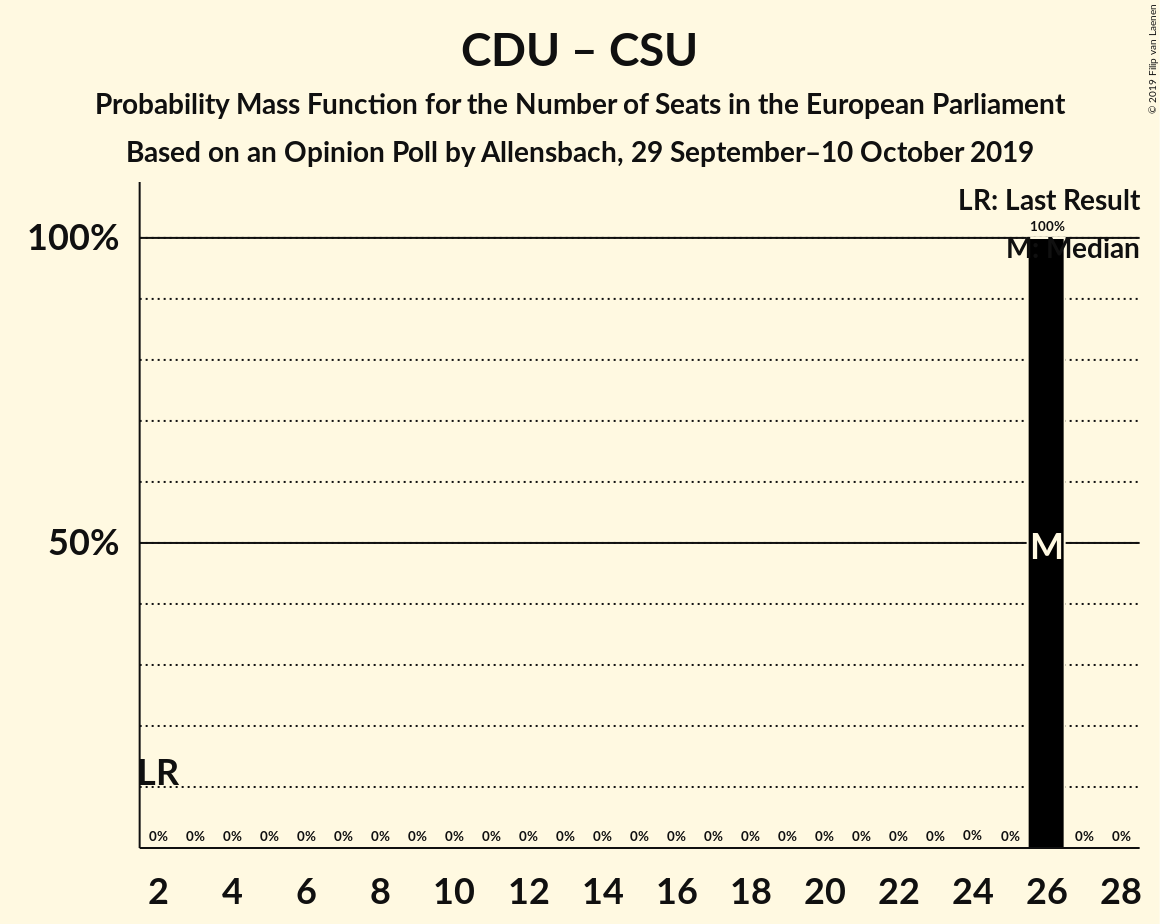 © 2019 Filip van Laenen
CDU – CSU
Probability Mass Function for the Number of Seats in the European Parliament
Based on an Opinion Poll by Allensbach, 29 September–10 October 2019
LR: Last Result
100%
100%
M: Median
50%
M
LR
0% 0% 0% 0% 0% 0% 0% 0% 0% 0% 0% 0% 0% 0% 0% 0% 0% 0% 0% 0% 0% 0% 0% 0% 0% 0%
2 4 6 8 10 12 14 16 18 20 22 24 26 28